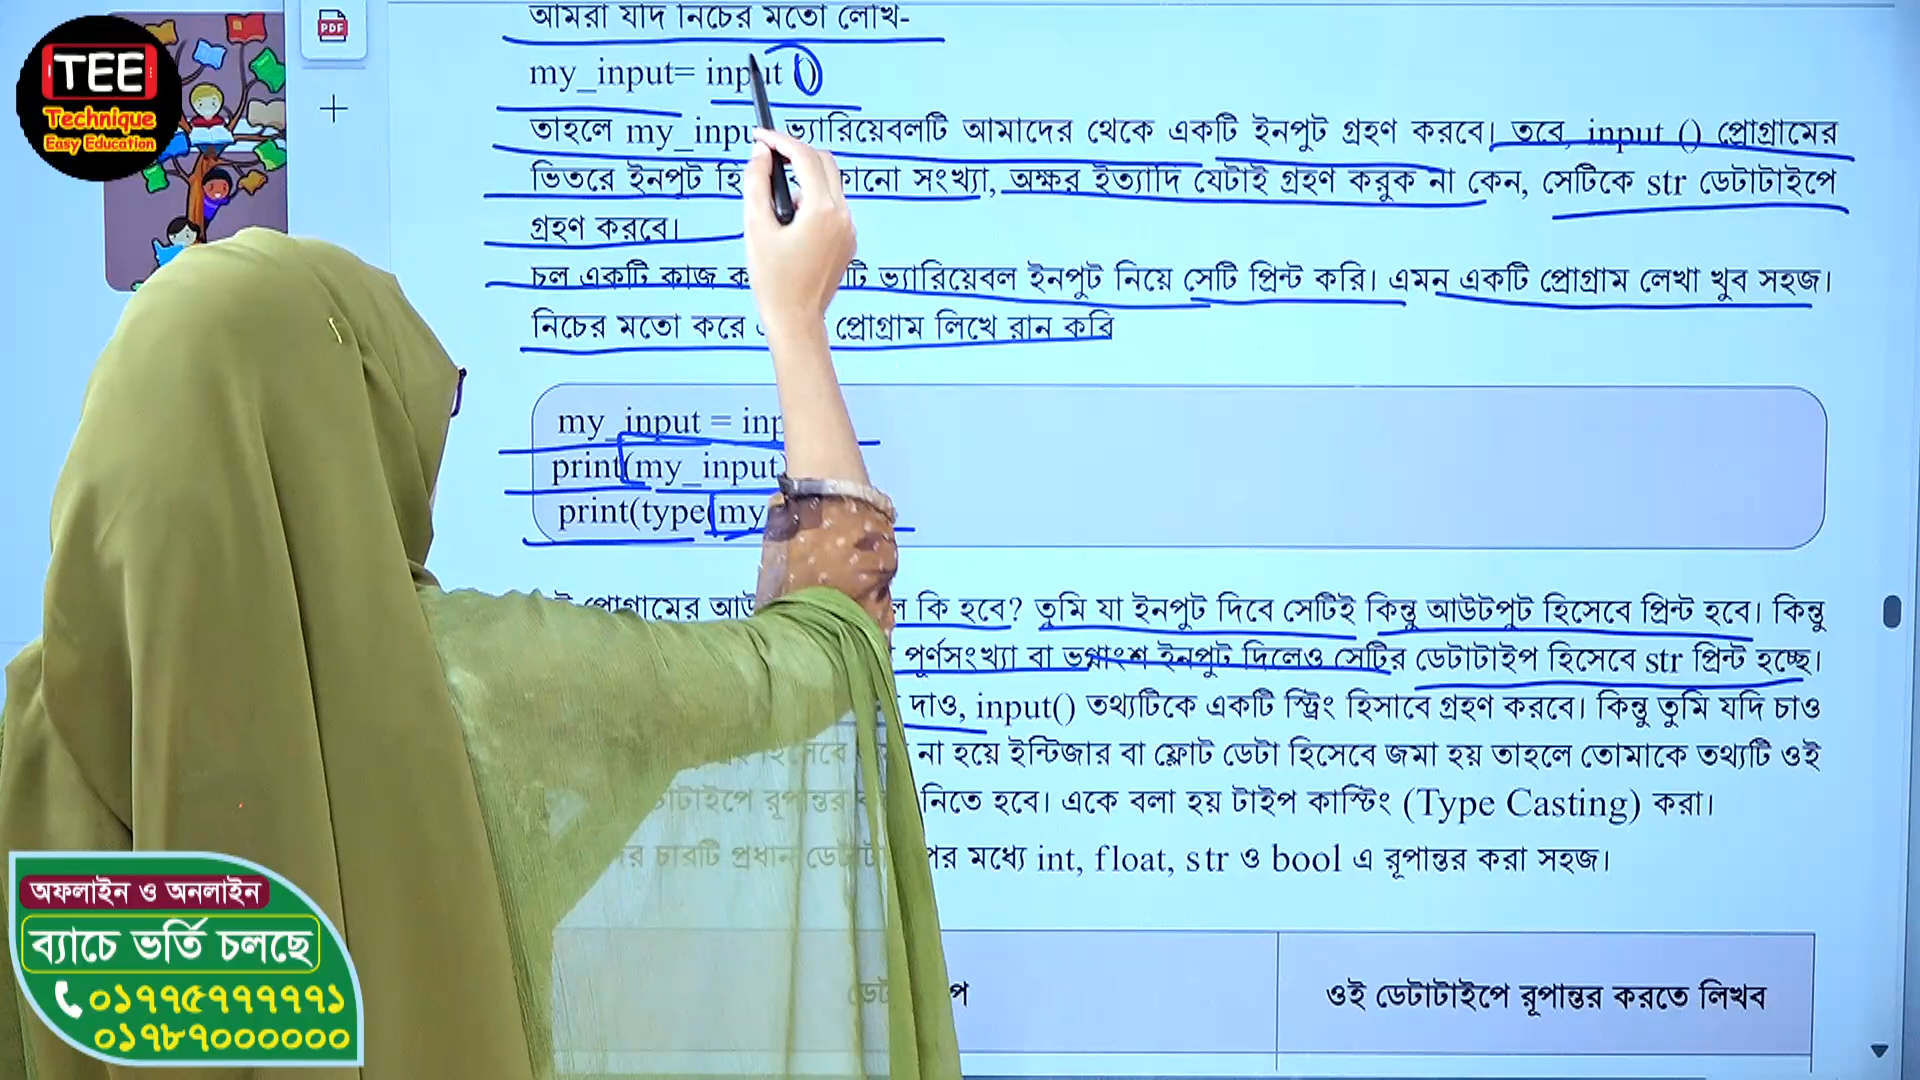 TEE
Technique
Easy Education
PDF
আমরা যদি নিচের মতো লেখি-
my_input= input ()
তাহলে my_input ভ্যারিয়েবলটি আমাদের থেকে একটি ইনপুট গ্রহণ করবে। তবে, input () প্রোগ্রামের
ভিতরে ইনপুট কোনো সংখ্যা, অক্ষর ইত্যাদি যেটাই গ্রহণ করুক না কেন, সেটিকে str ডেটাটাইপে
গ্রহণ করবে।
চল একটি কাজ ভ্যারিয়েবল ইনপুট নিয়ে সেটি প্রিন্ট করি। এমন একটি প্রোগ্রাম লেখা খুব সহজ।
নিচের মতো করে প্রোগ্রাম লিখে রান করি
my_input =
print(my_input)
print(type(my
প্রোগ্রামের কি হবে? তুমি যা ইনপুট দিবে সেটিই কিন্তু আউটপুট হিসেবে প্রিন্ট হবে। কিন্তু
পূর্ণসংখ্যা বা ভগ্নাংশ ইনপুট দিলেও সেটির ডেটাটাইপ হিসেবে str প্রিন্ট হচ্ছে।
দাও, input() তথ্যটিকে একটি স্ট্রিং হিসাবে গ্রহণ করবে। কিন্তু তুমি যদি চাও
হিসেবে না হয়ে ইন্টিজার বা ফ্লোট ডেটা হিসেবে জমা হয় তাহলে তোমাকে তথ্যটি ওই
রূপান্তর নিতে হবে। একে বলা হয় টাইপ কাস্টিং (Type Casting) করা।
চারটি প্রধান মধ্যে int, float, str ও bool এ রূপান্তর করা সহজ।
ওই ডেটাটাইপে রূপান্তর করতে লিখব
অফলাইন ও অনলাইন
ব্যাচে ভর্তি চলছে
০১৭৭৫৭৭৭৭৭১
০১৭৮৭০০০০০০